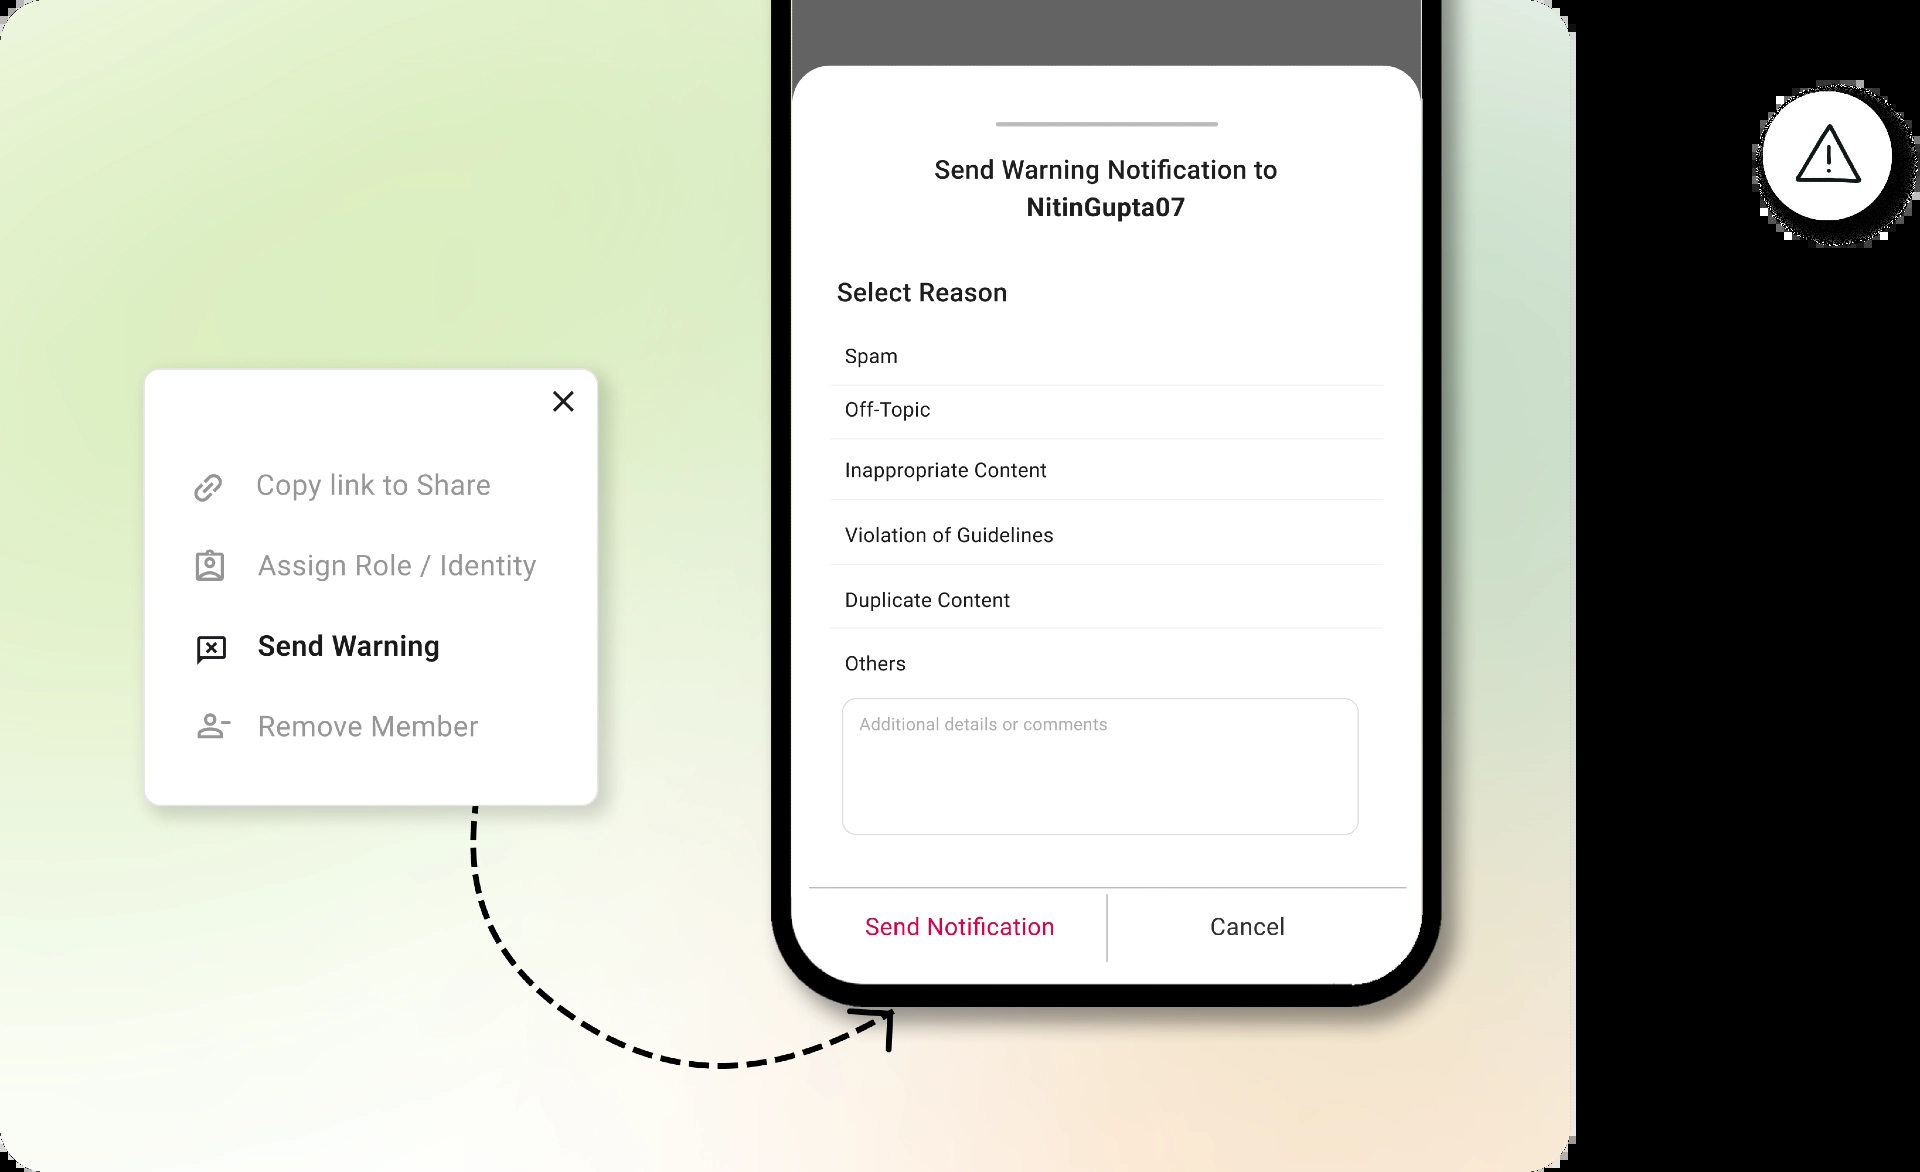 Copy link to Share
Assign Role / Identity
Send Warning
Remove Member
Send Warning Notification to
NitinGupta07
Select Reason
Spam
Off-Topic
Inappropriate Content
Violation of Guidelines
Duplicate Content
Others
Additional details or comments
Send Notification
Cancel